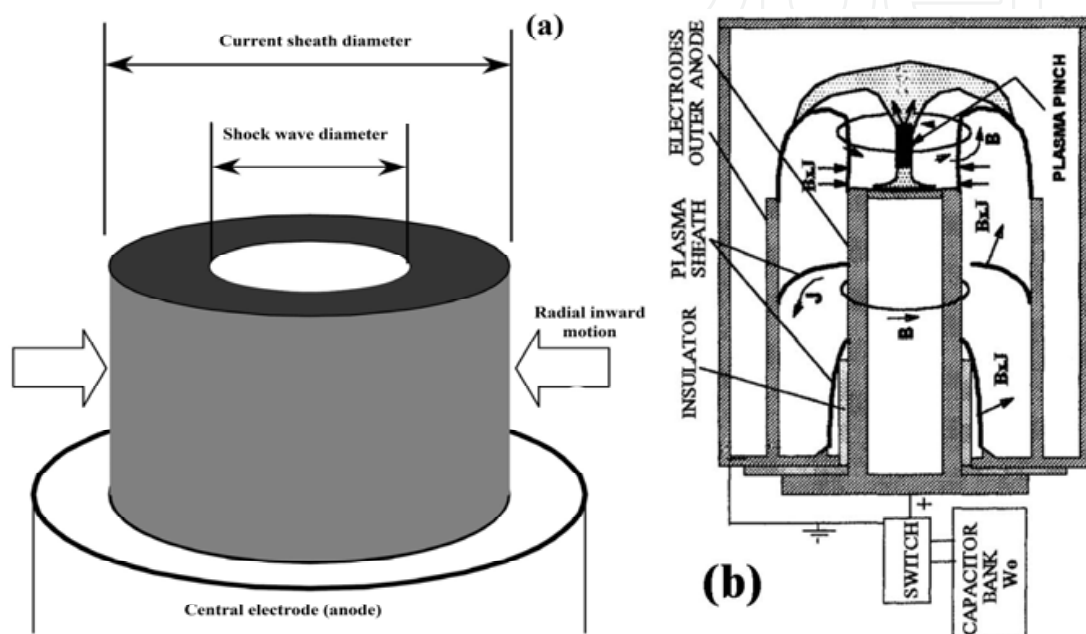 (a)
Current sheath diameter
Shock wave diameter
Radial inward
motion
Central electrode (anode)
ELECTRODES
OUTER ANODE
PLASMA
SHEATH
INSULATOR
PLASMA PINCH
B
BxJ
BxJ
J
B
BxJ
+
SWITCH
CAPACITOR
BANK
Wo
(b)